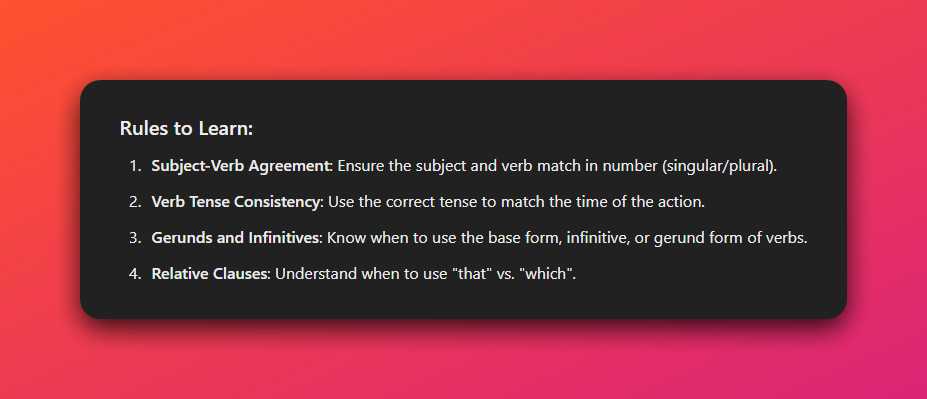 Rules to Learn:
1. Subject-Verb Agreement: Ensure the subject and verb match in number (singular/plural).
2. Verb Tense Consistency: Use the correct tense to match the time of the action.
3. Gerunds and Infinitives: Know when to use the base form, infinitive, or gerund form of verbs.
4. Relative Clauses: Understand when to use "that" vs. "which".